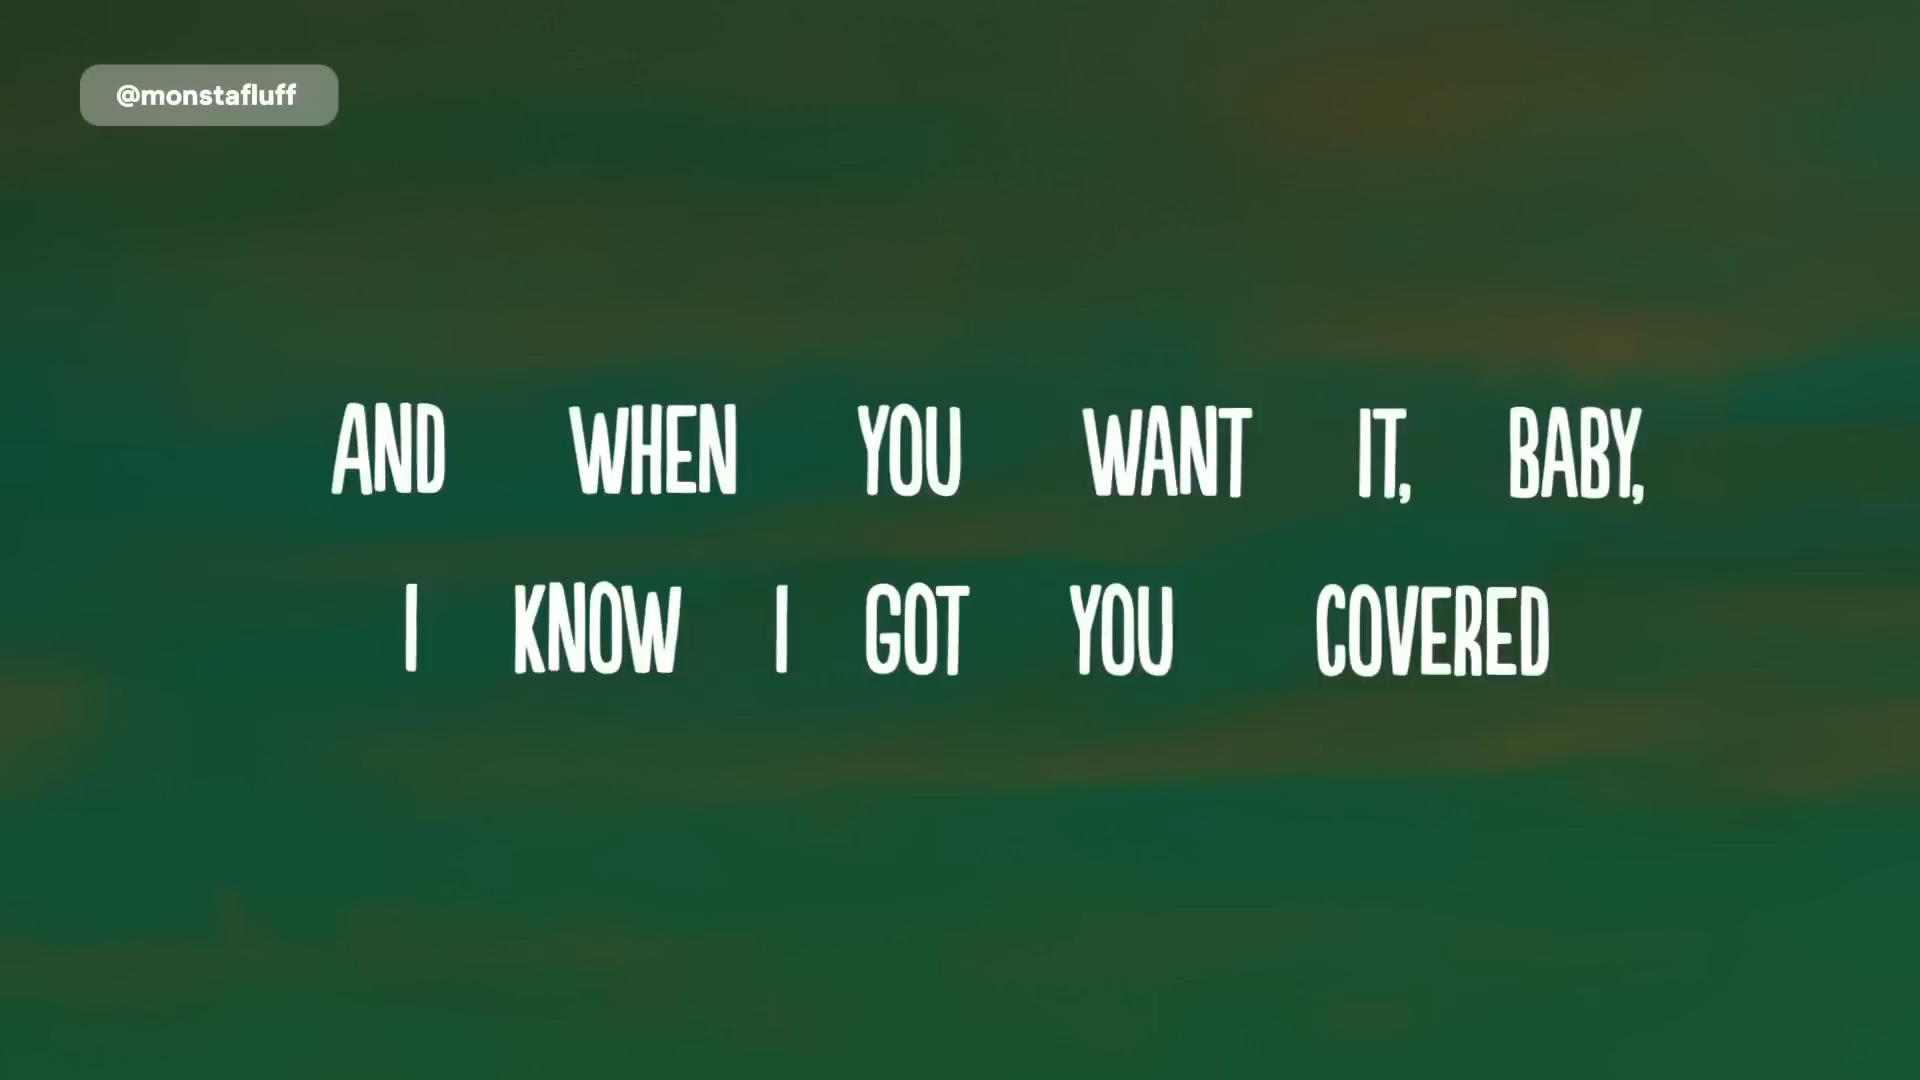 @monstafluff
AND WHEN YOU WANT IT, BABY,
I KNOW I GOT YOU COVERED